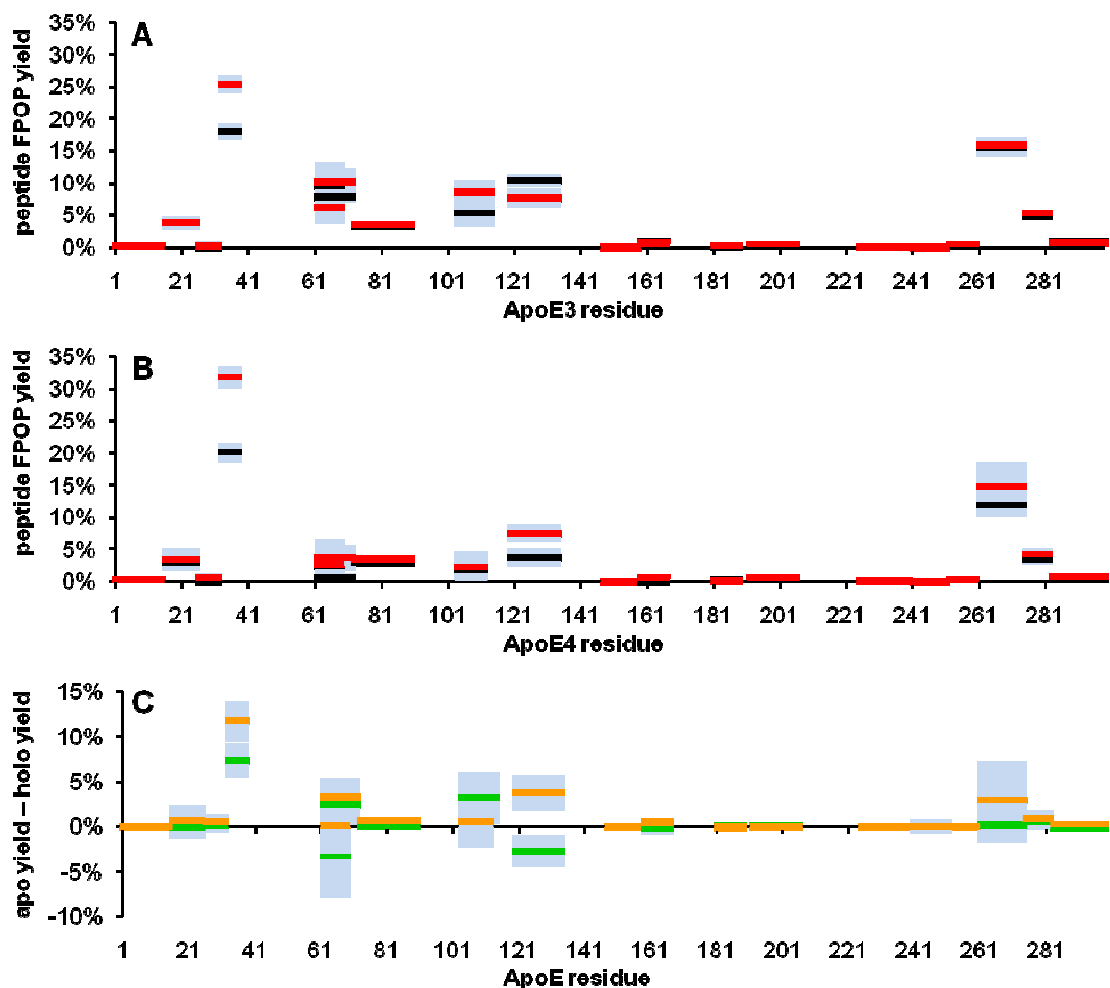 A
peptide FPOP yield
35%
30%
25%
20%
15%
10%
5%
0%
1 21 41 61 81 101 121 141 161 181 201 221 241 261 281
ApoE3 residue
B
peptide FPOP yield
35%
30%
25%
20%
15%
10%
5%
0%
1 21 41 61 81 101 121 141 161 181 201 221 241 261 281
ApoE4 residue
C
apo yield – holo yield
15%
10%
5%
0%
-5%
-10%
1 21 41 61 81 101 121 141 161 181 201 221 241 261 281
ApoE residue